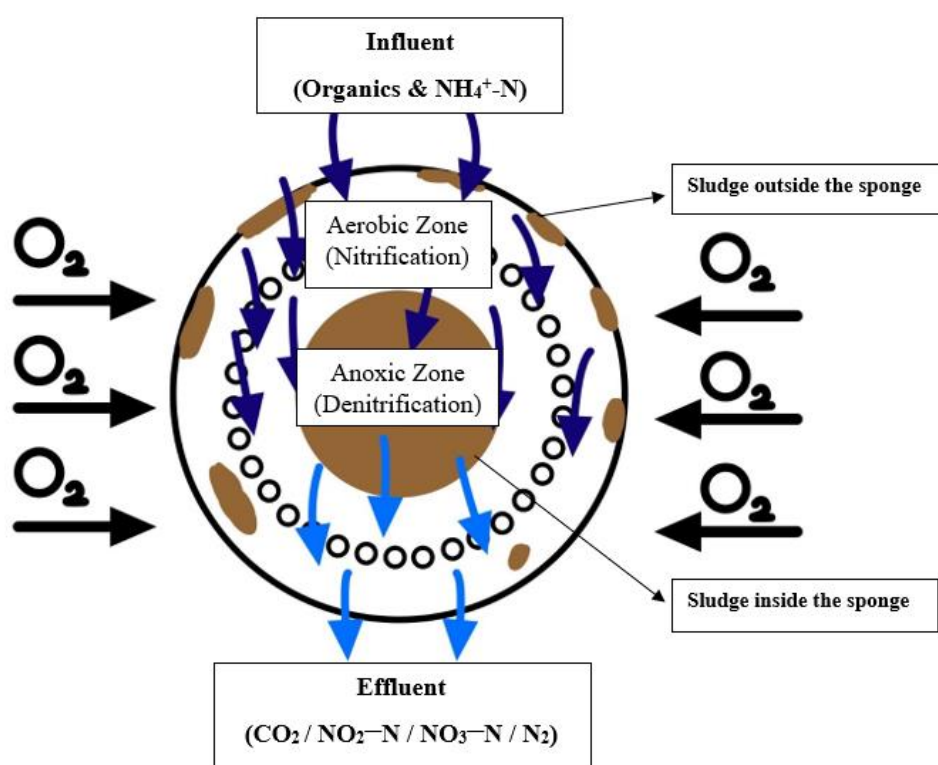 Influent
(Organics & NH₄⁺-N)
Sludge outside the sponge
Aerobic Zone
(Nitrification)
O₂
O₂
O₂
O₂
O₂
O₂
Anoxic Zone
(Denitrification)
Sludge inside the sponge
Effluent
(CO₂ / NO₂—N / NO₃—N / N₂)